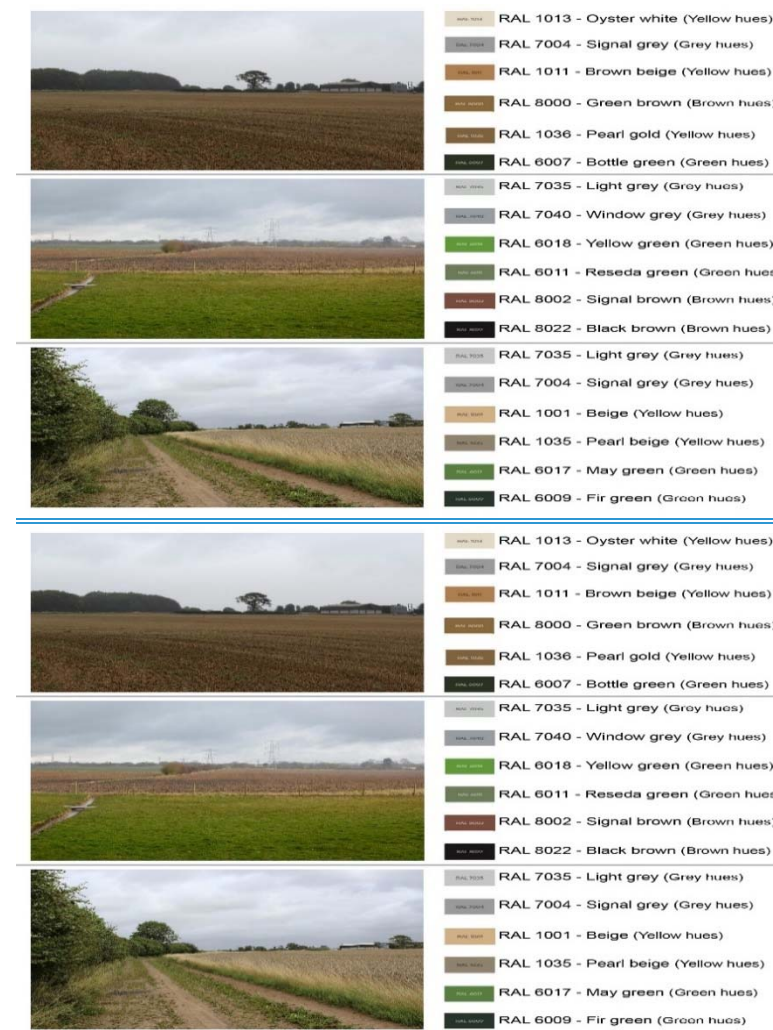 RAL 1013 - Oyster white (Yellow hues)
RAL 7004 - Signal grey (Grey hues)
RAL 1011 - Brown beige (Yellow hues)
RAL 8000 - Green brown (Brown hues)
RAL 1036 - Pearl gold (Yellow hues)
RAL 6007 - Bottle green (Green hues)
RAL 7035 - Light grey (Grey hues)
RAL 7040 - Window grey (Grey hues)
RAL 6018 - Yellow green (Green hues)
RAL 6011 - Reseda green (Green hues
RAL 8002 - Signal brown (Brown hues)
RAL 8022 - Black brown (Brown hues)
RAL 7035 - Light grey (Grey hues)
RAL 7004 - Signal grey (Grey hues)
RAL 1001 - Beige (Yellow hues)
RAL 1035 - Pearl beige (Yellow hues)
RAL 6017 - May green (Green hues)
RAL 6009 - Fir green (Green hues)
RAL 1013 - Oyster white (Yellow hues)
RAL 7004 - Signal grey (Grey hues)
RAL 1011 - Brown beige (Yellow hues)
RAL 8000 - Green brown (Brown hues)
RAL 1036 - Pearl gold (Yellow hues)
RAL 6007 - Bottle green (Green hues)
RAL 7035 - Light grey (Grey hues)
RAL 7040 - Window grey (Grey hues)
RAL 6018 - Yellow green (Green hues)
RAL 6011 - Reseda green (Green hues
RAL 8002 - Signal brown (Brown hues)
RAL 8022 - Black brown (Brown hues)
RAL 7035 - Light grey (Grey hues)
RAL 7004 - Signal grey (Grey hues)
RAL 1001 - Beige (Yellow hues)
RAL 1035 - Pearl beige (Yellow hues)
RAL 6017 - May green (Green hues)
RAL 6009 - Fir green (Green hues)